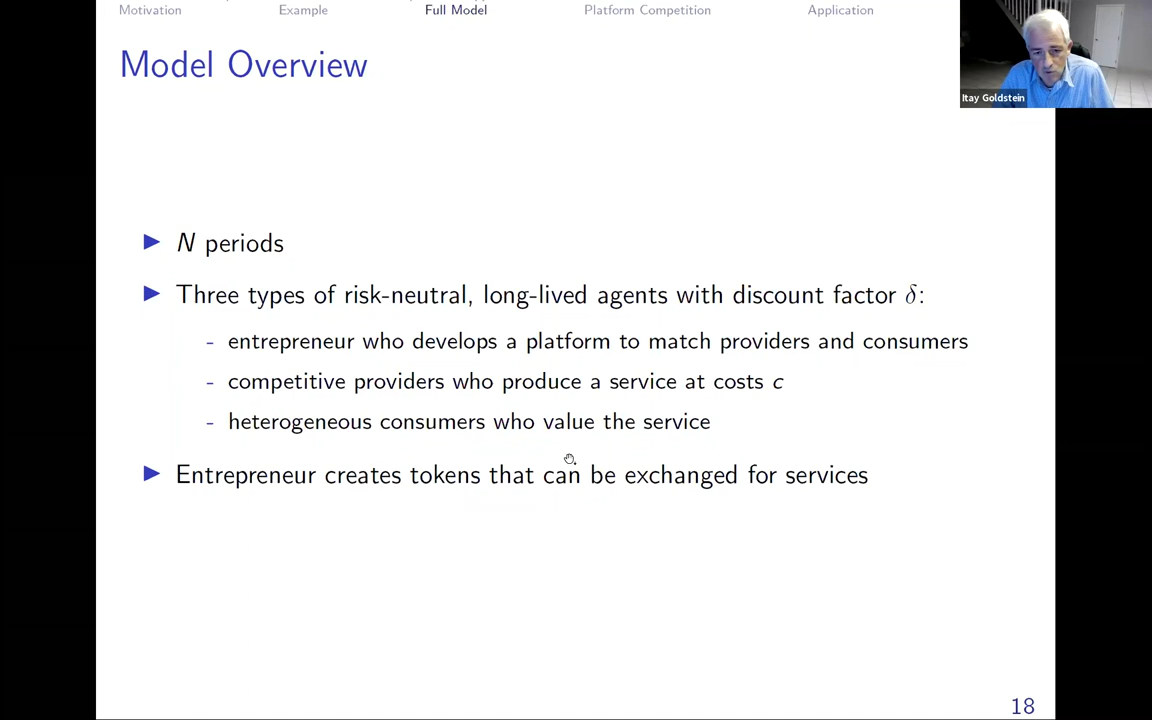 Motivation Example Full Model Platform Competition Application
Model Overview
Itay Goldstein
▶ N periods
▶ Three types of risk-neutral, long-lived agents with discount factor δ:
- entrepreneur who develops a platform to match providers and consumers
- competitive providers who produce a service at costs c
- heterogeneous consumers who value the service
▶ Entrepreneur creates tokens that can be exchanged for services
18